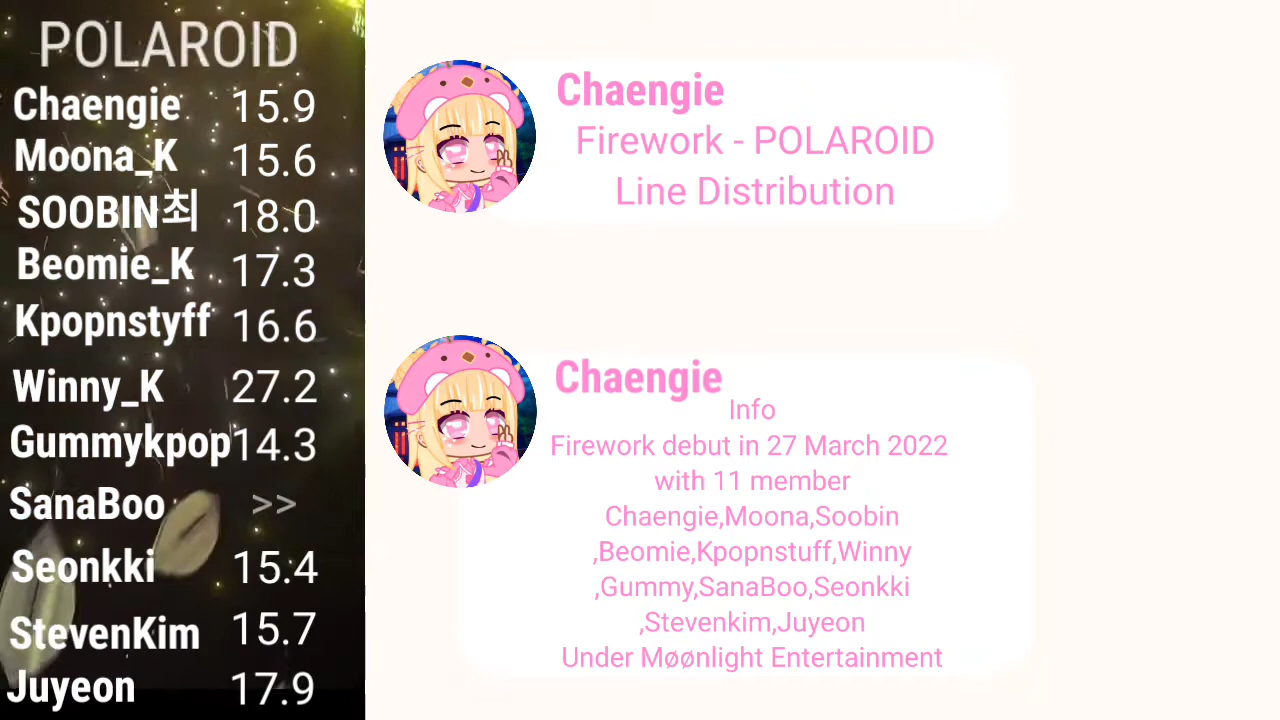 POLAROID
Chaengie 15.9
Moona_K 15.6
SOOBIN최 18.0
Beomie_K 17.3
Kpopnstyff 16.6
Winny_K 27.2
Gummykpop 14.3
SanaBoo >>
Seonkki 15.4
StevenKim 15.7
Juyeon 17.9
Chaengie
Firework - POLAROID
Line Distribution
Chaengie
Info
Firework debut in 27 March 2022
with 11 member
Chaengie,Moona,Soobin
,Beomie,Kpopnstuff,Winny
,Gummy,SanaBoo,Seonkki
,Stevenkim,Juyeon
Under Møønlight Entertainment